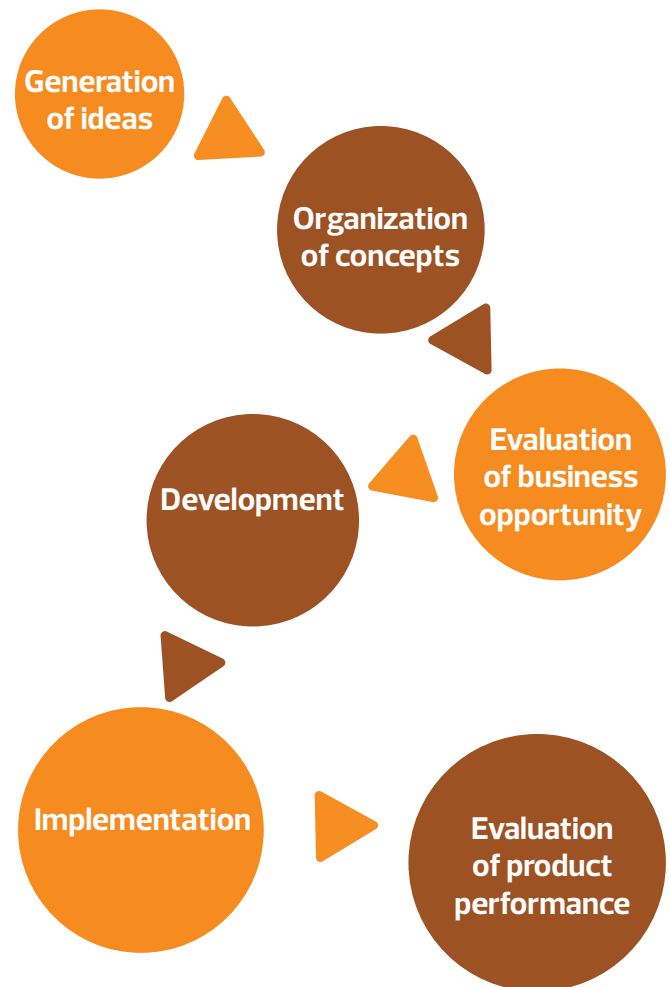 Generation
of ideas
Organization
of concepts
Evaluation
of business
opportunity
Development
Implementation
Evaluation
of product
performance